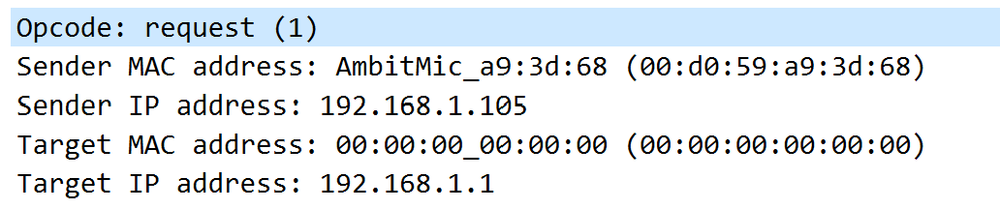 Opcode: request (1)
Sender MAC address: AmbitMic_a9:3d:68 (00:d0:59:a9:3d:68)
Sender IP address: 192.168.1.105
Target MAC address: 00:00:00_00:00:00 (00:00:00:00:00:00)
Target IP address: 192.168.1.1